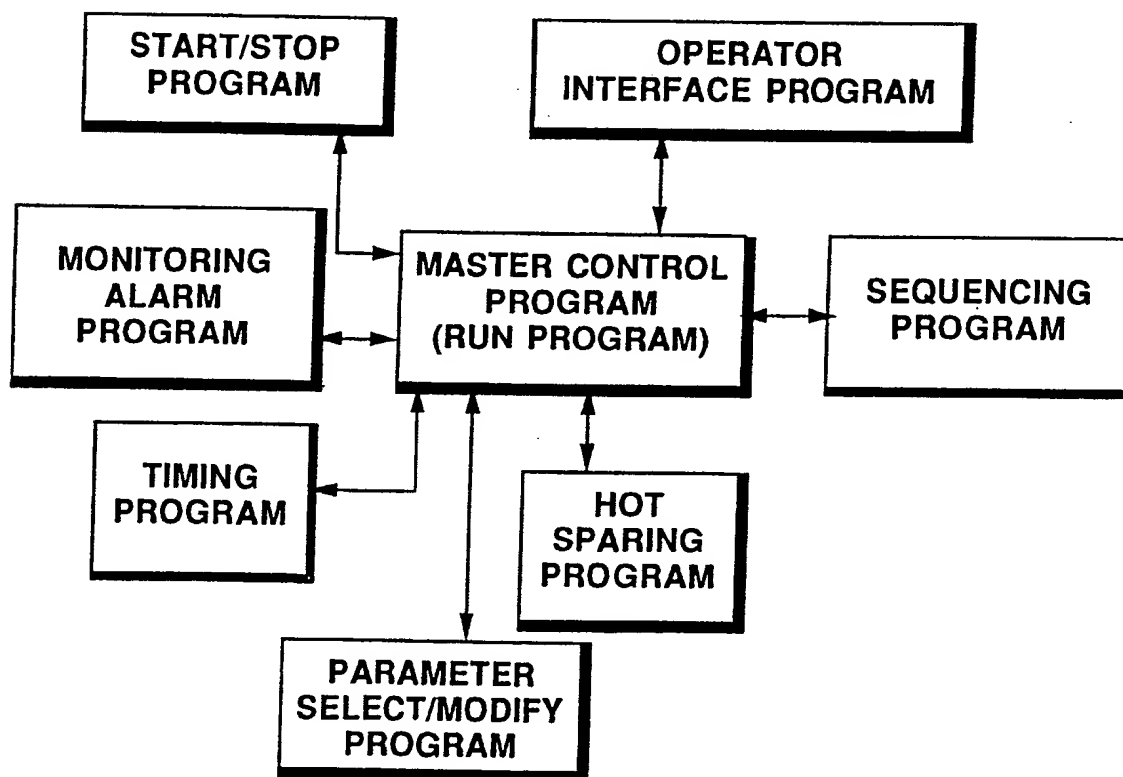 START/STOP
PROGRAM
OPERATOR
INTERFACE PROGRAM
MONITORING
ALARM
PROGRAM
MASTER CONTROL
PROGRAM
(RUN PROGRAM)
SEQUENCING
PROGRAM
TIMING
PROGRAM
HOT
SPARING
PROGRAM
PARAMETER
SELECT/MODIFY
PROGRAM